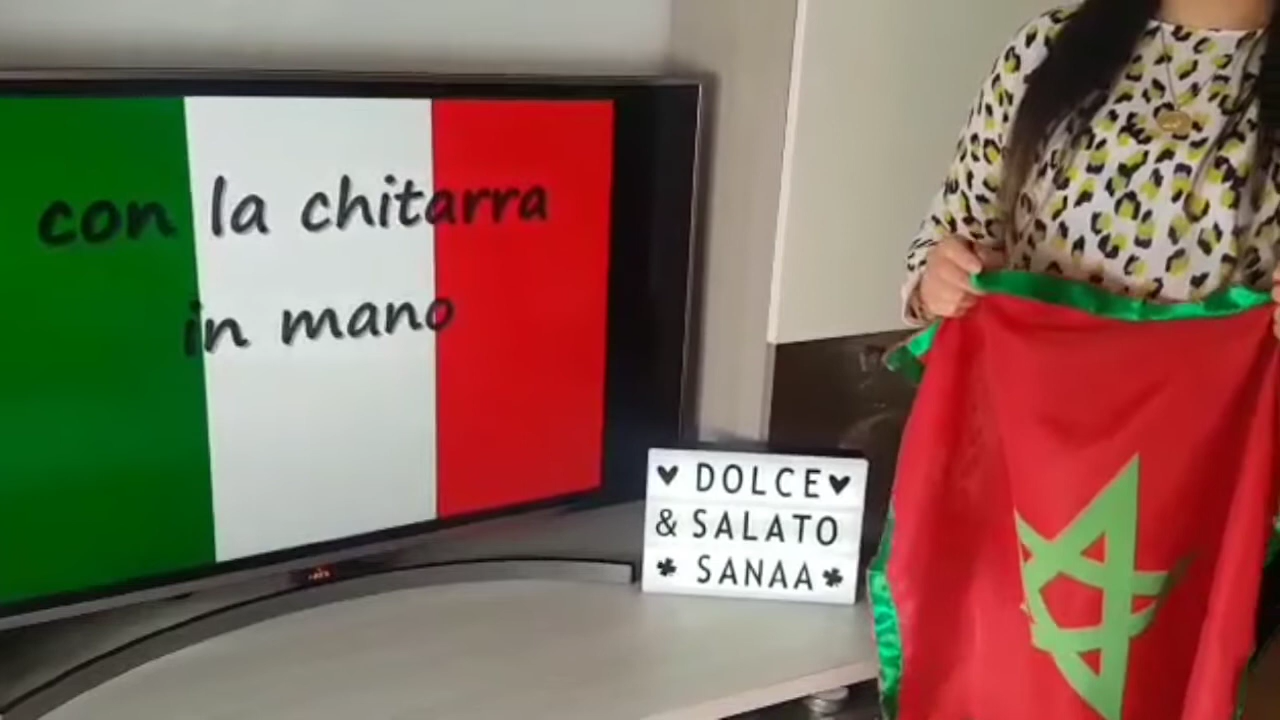 con la chitarra
in mano
♥ DOLCE ♥
& SALATO
♣ SANAA ♣